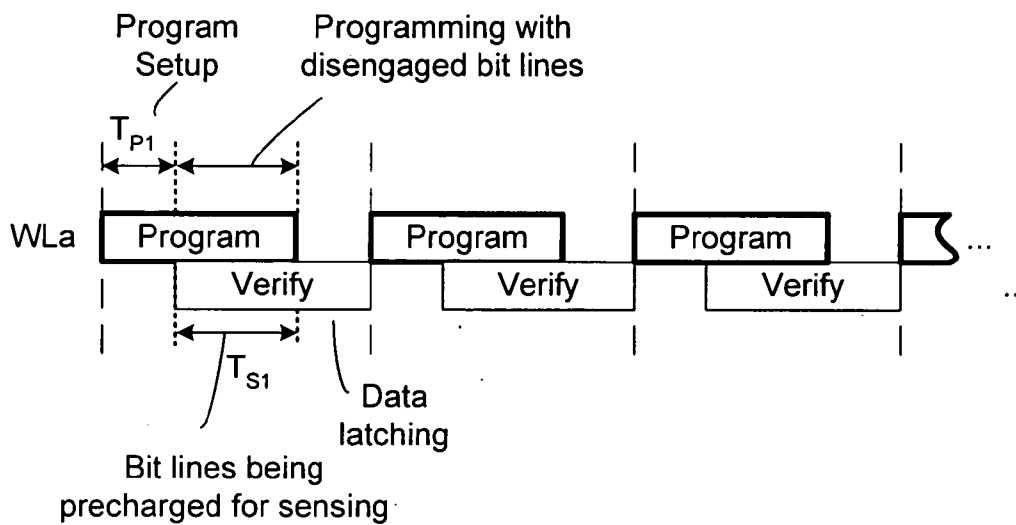 Program
Setup
Programming with
disengaged bit lines
T_P1
WLa
Program
Program
Program
...
Verify
Verify
Verify
..
T_S1
Data
latching
Bit lines being
precharged for sensing